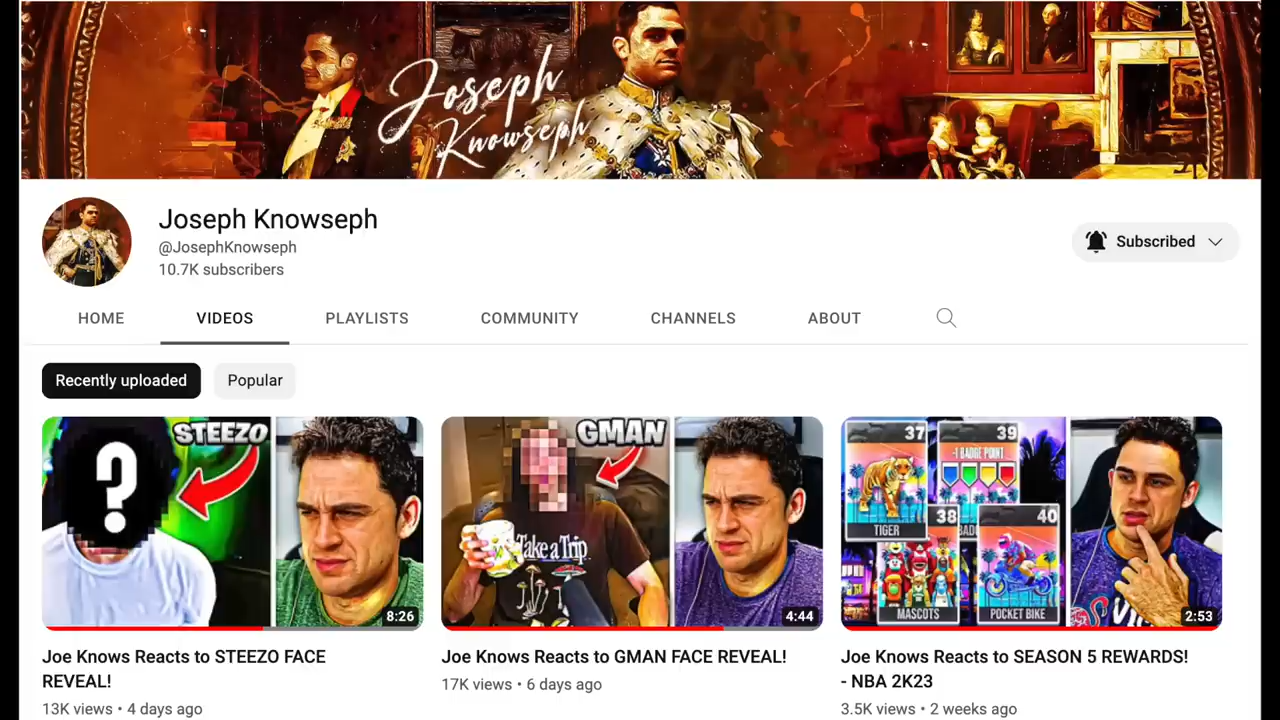 Joseph
Knowseph
Joseph Knowseph
@JosephKnowseph
10.7K subscribers
Subscribed
HOME VIDEOS PLAYLISTS COMMUNITY CHANNELS ABOUT
Recently uploaded Popular
STEEZO
8:26
GMAN
Take a Trip
4:44
37 39
-1 BADGE POINT
TIGER
38 40
MASCOTS POCKET BIKE
2:53
Joe Knows Reacts to STEEZO FACE
REVEAL!
13K views • 4 days ago
Joe Knows Reacts to GMAN FACE REVEAL!
17K views • 6 days ago
Joe Knows Reacts to SEASON 5 REWARDS!
- NBA 2K23
3.5K views • 2 weeks ago